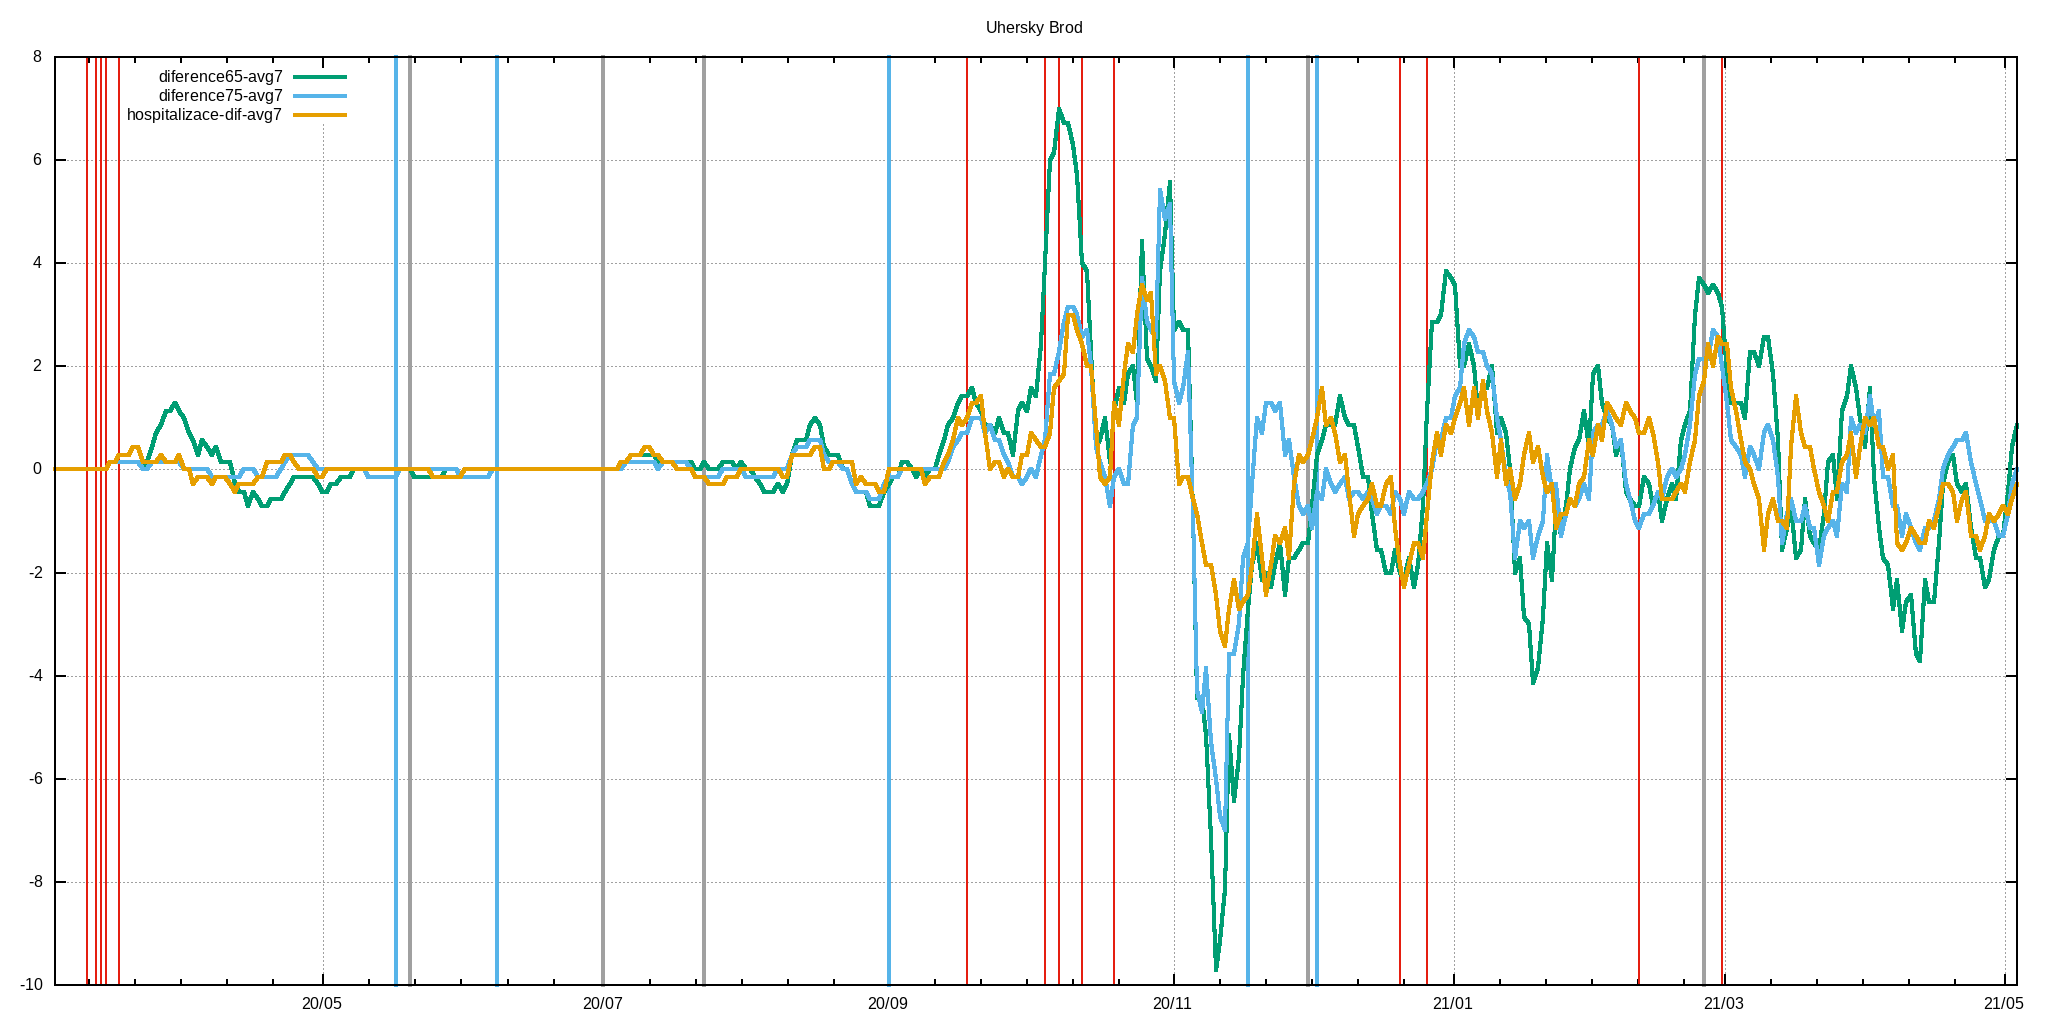 Uhersky Brod
diference65-avg7
diference75-avg7
hospitalizace-dif-avg7
8
6
4
2
0
-2
-4
-6
-8
-10
20/05 20/07 20/09 20/11 21/01 21/03 21/05